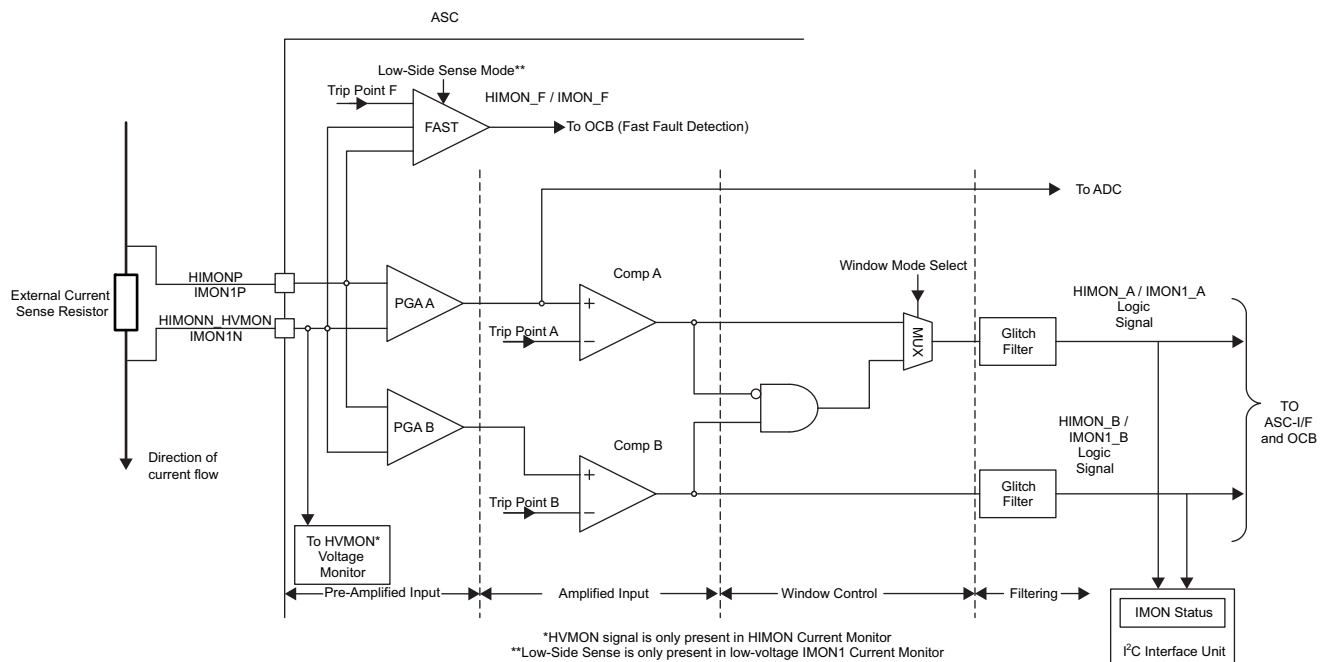 ASC
Low-Side Sense Mode**
Trip Point F
HIMON_F / IMON_F
FAST
To OCB (Fast Fault Detection)
To ADC
External Current
Sense Resistor
HIMONP
IMON1P
HIMONN_HVMON
IMON1N
PGA A
Comp A
+
Trip Point A
–
Window Mode Select
MUX
Glitch
Filter
HIMON_A / IMON1_A
Logic
Signal
PGA B
Comp B
+
Trip Point B
–
Glitch
Filter
HIMON_B /
IMON1_B
Logic
Signal
TO
ASC-I/F
and OCB
Direction of
current flow
To HVMON*
Voltage
Monitor
Pre-Amplified Input
Amplified Input
Window Control
Filtering
IMON Status
I²C Interface Unit
*HVMON signal is only present in HIMON Current Monitor
**Low-Side Sense is only present in low-voltage IMON1 Current Monitor